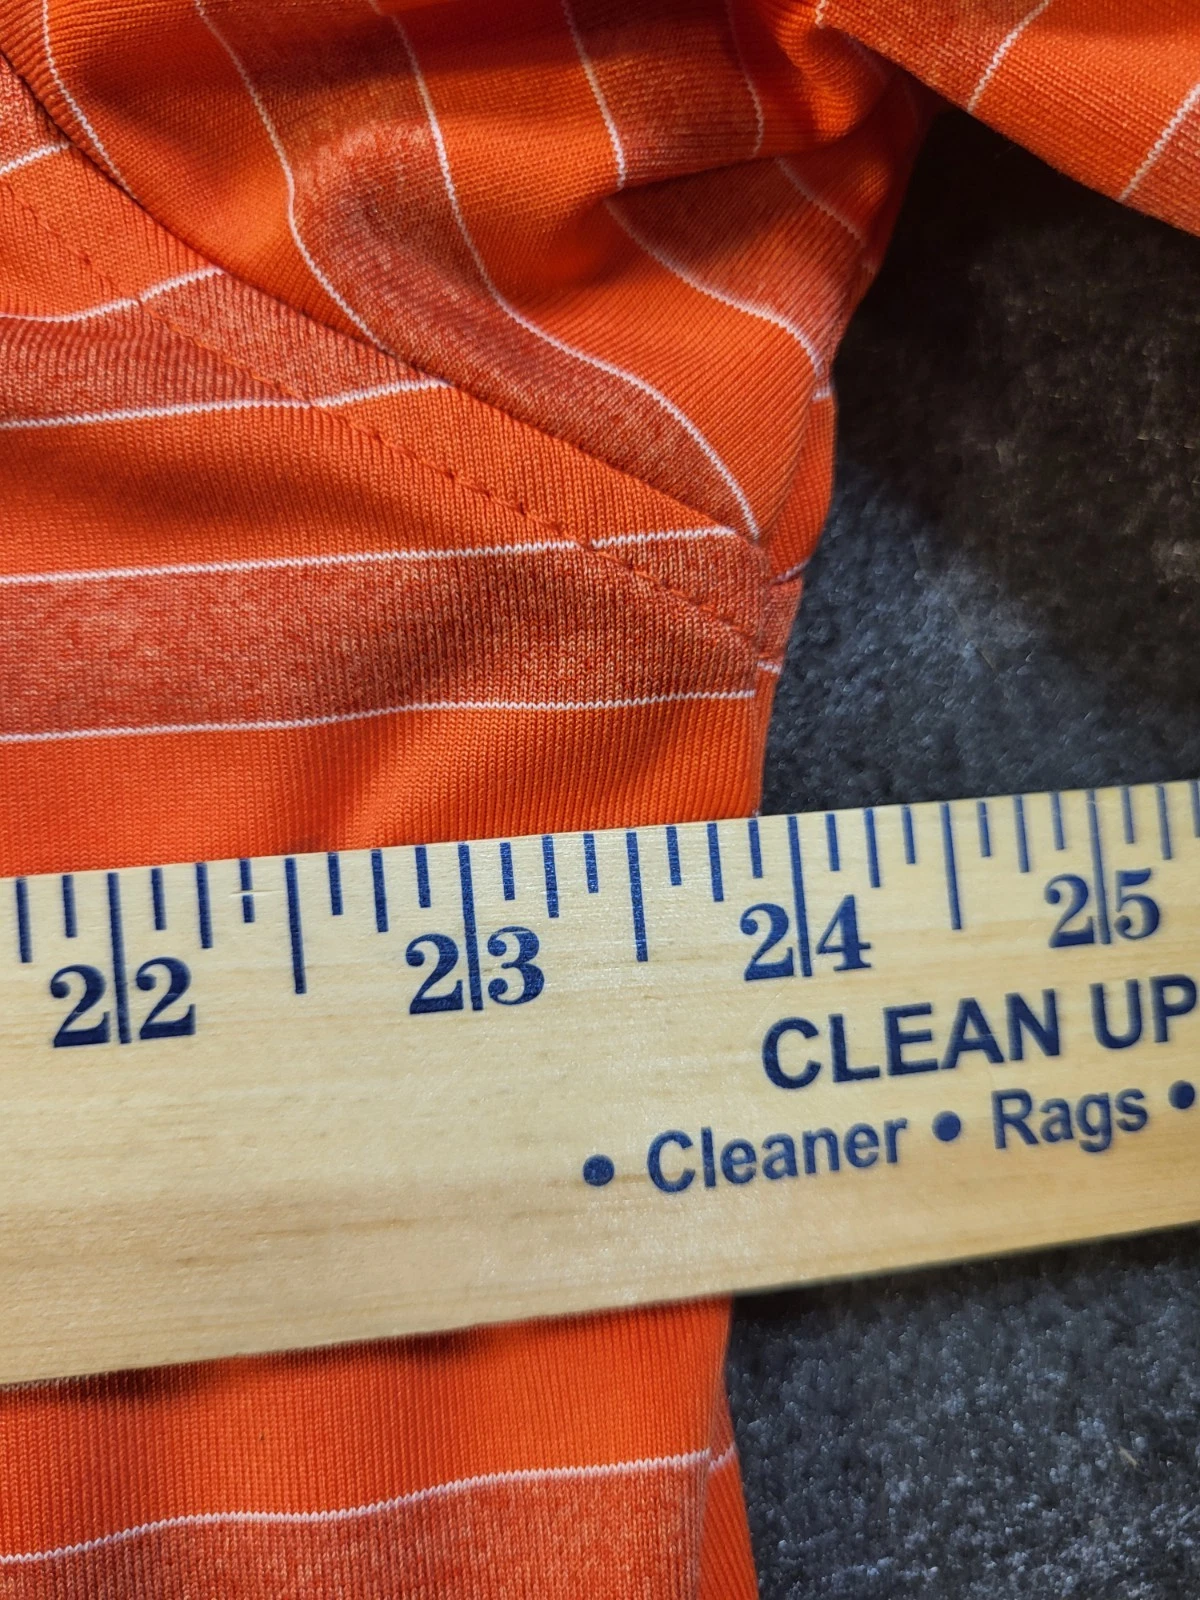 22 23 24 25
CLEAN UP
• Cleaner • Rags •